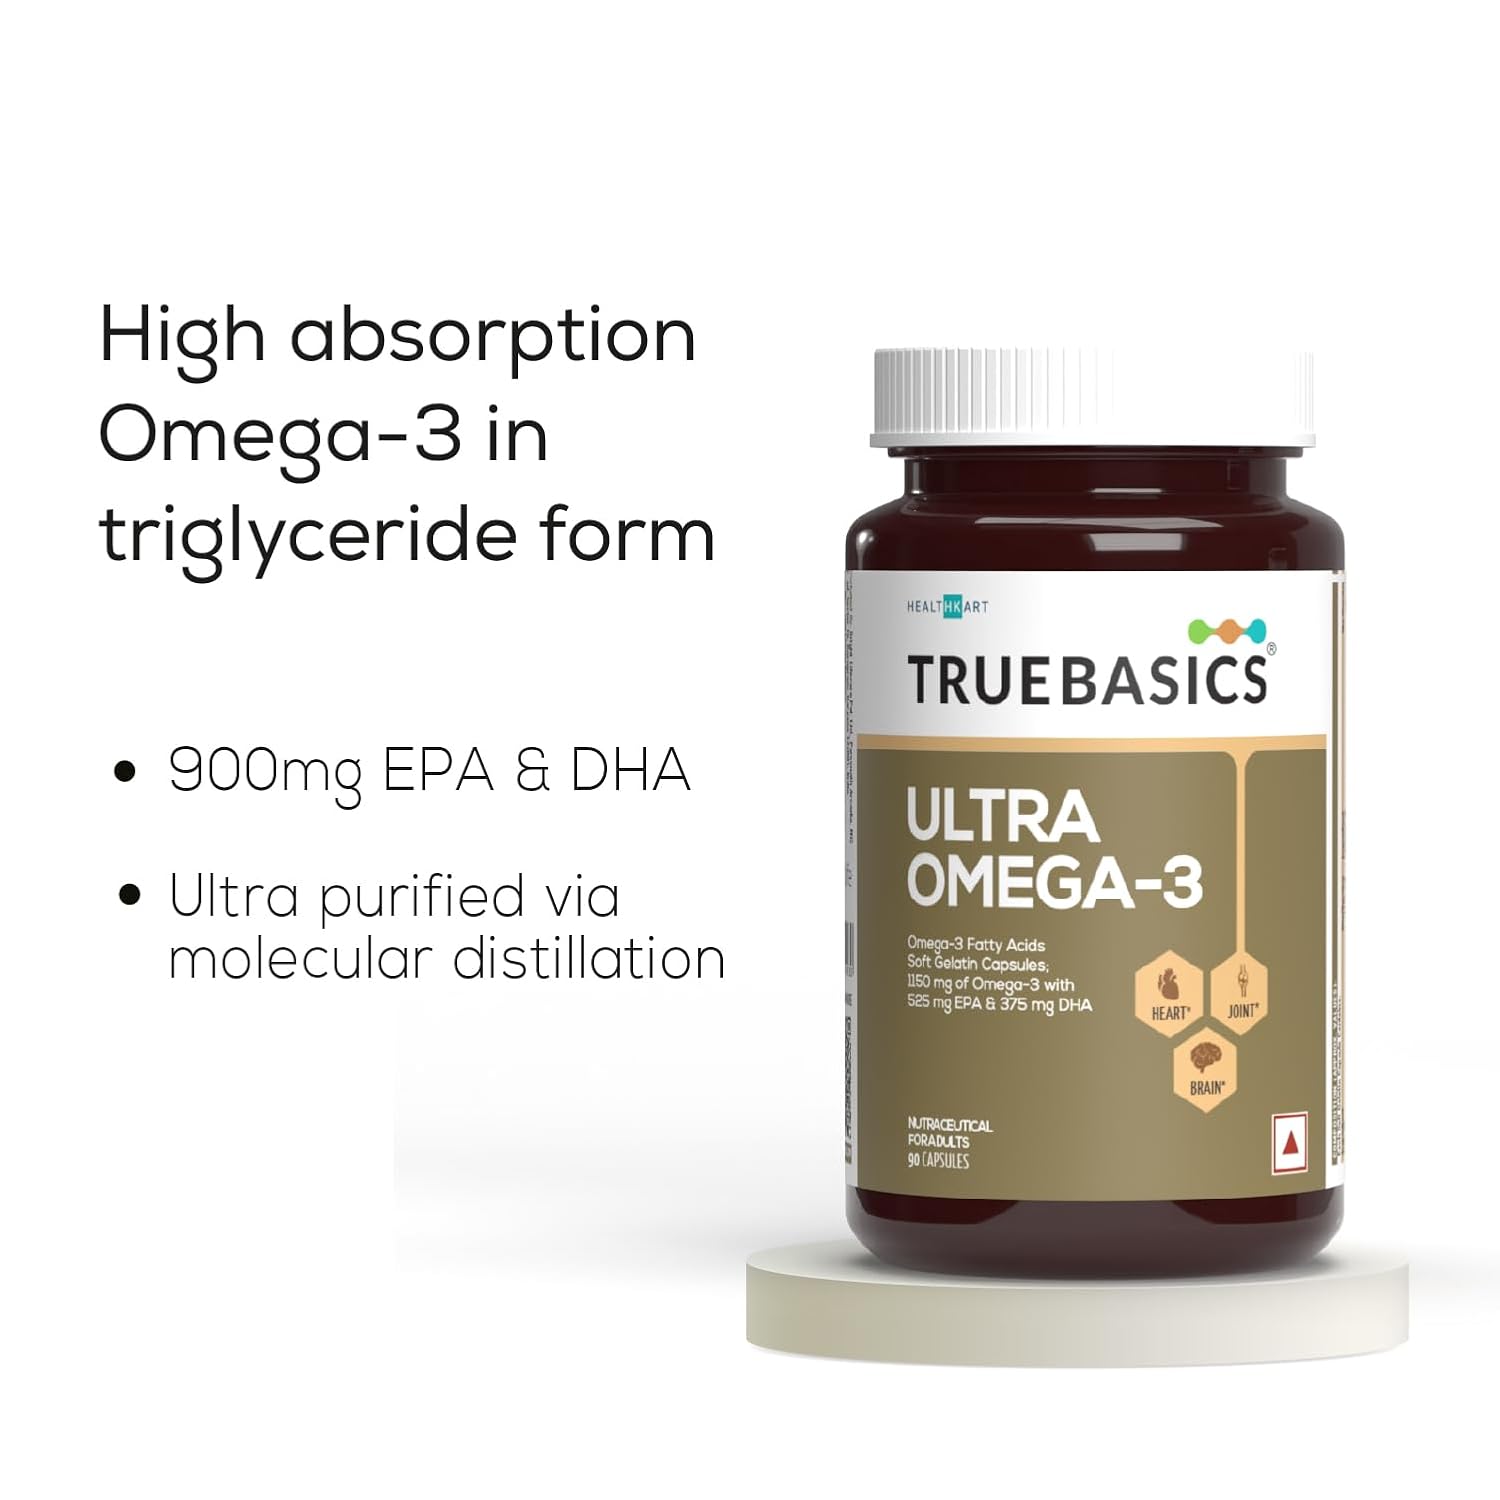 High absorption
Omega-3 in
triglyceride form
• 900mg EPA & DHA
• Ultra purified via
molecular distillation
HEALTHKART
TRUEBASICS®
ULTRA
OMEGA-3
Omega-3 Fatty Acids
Soft Gelatin Capsules;
1150 mg of Omega-3 with
525 mg EPA & 375 mg DHA
HEART*
JOINT*
BRAIN*
NUTRACEUTICAL
FOR ADULTS
90 CAPSULES